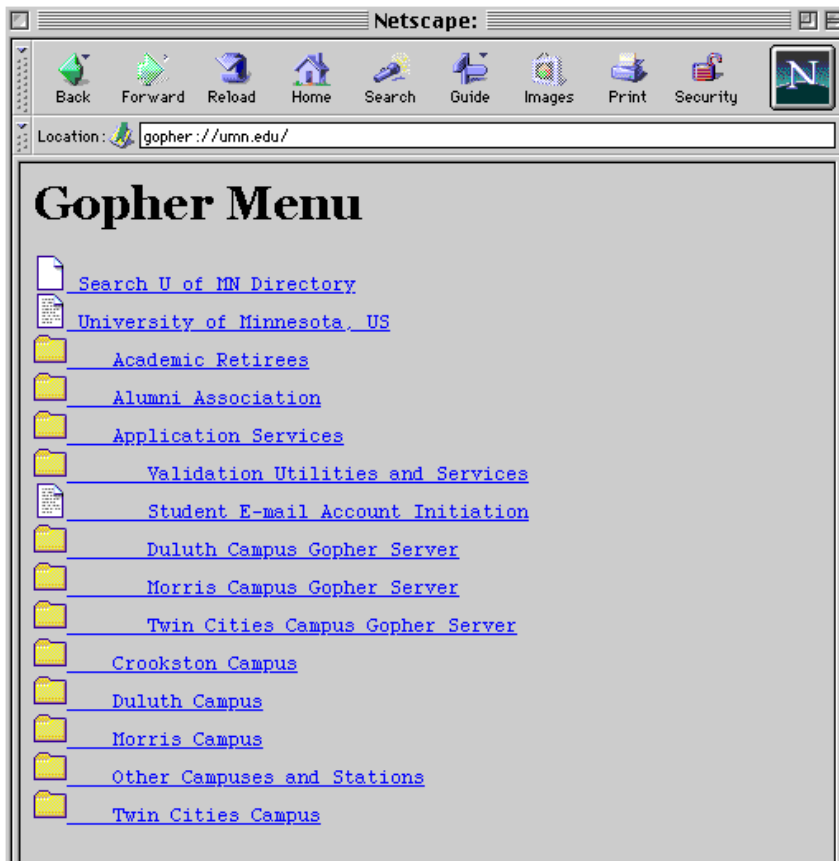 Netscape:
Back Forward Reload Home Search Guide Images Print Security N
Location: gopher://umn.edu/
Gopher Menu
Search U of MN Directory
University of Minnesota, US
Academic Retirees
Alumni Association
Application Services
Validation Utilities and Services
Student E-mail Account Initiation
Duluth Campus Gopher Server
Morris Campus Gopher Server
Twin Cities Campus Gopher Server
Crookston Campus
Duluth Campus
Morris Campus
Other Campuses and Stations
Twin Cities Campus